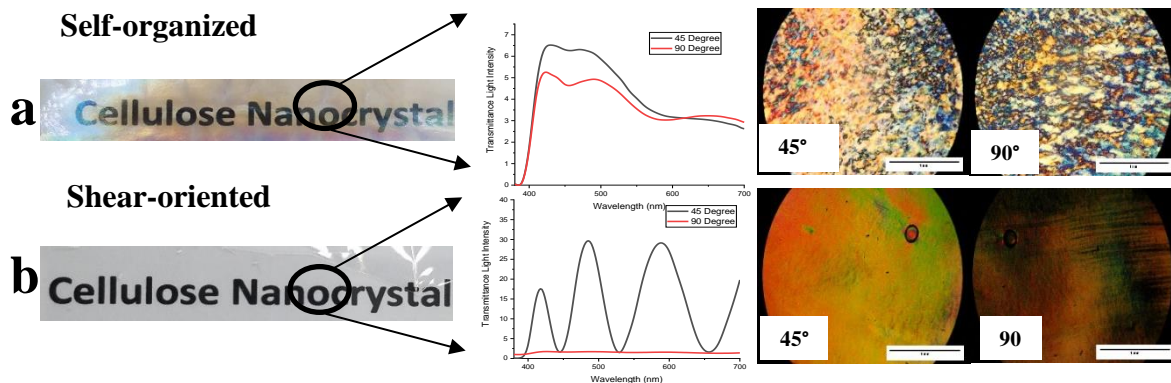 Self-organized
a
Cellulose Nanocrystal
Transmittance Light Intensity
7
6
5
4
3
2
1
0
45 Degree
90 Degree
400
500
600
700
Wavelength (nm)
45°
90°
Shear-oriented
b
Cellulose Nanocrystal
Transmittance Light Intensity
40
35
30
25
20
15
10
5
0
45 Degree
90 Degree
400
500
600
700
Wavelength (nm)
45°
90